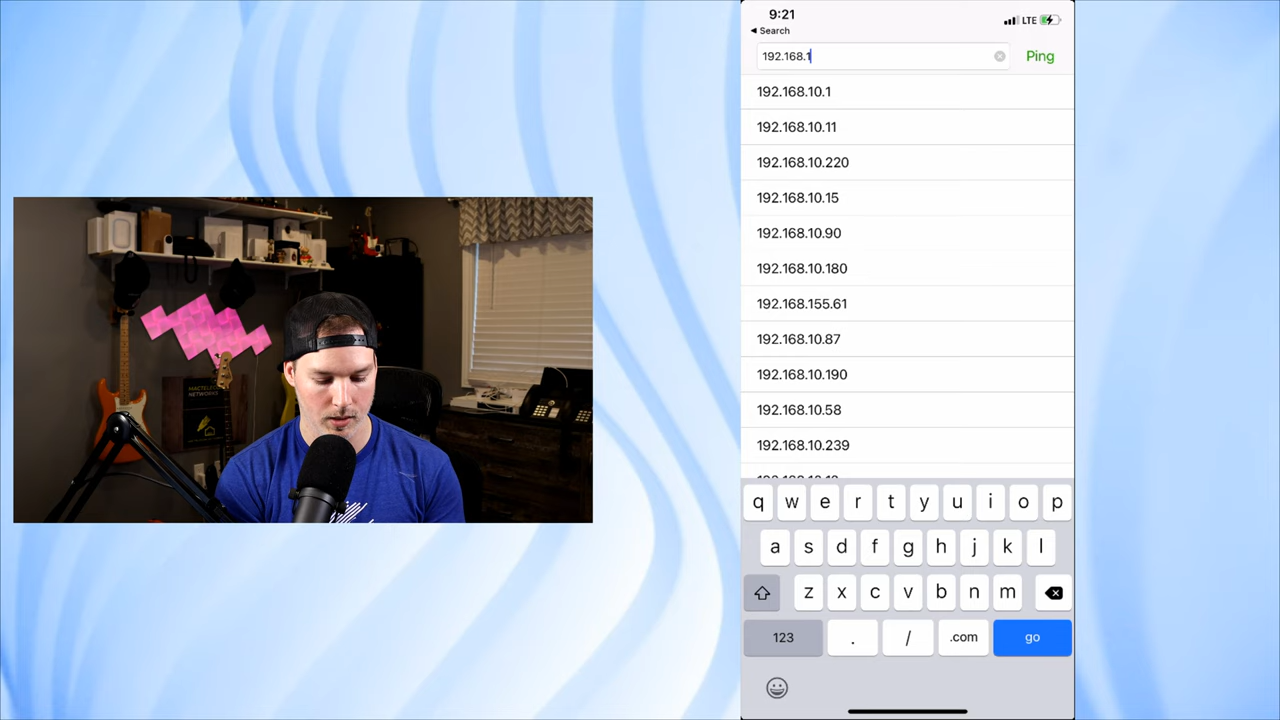 MACTELECOM
NETWORKS
9:21
LTE
◀ Search
192.168.1
Ping
192.168.10.1
192.168.10.11
192.168.10.220
192.168.10.15
192.168.10.90
192.168.10.180
192.168.155.61
192.168.10.87
192.168.10.190
192.168.10.58
192.168.10.239
q w e r t y u i o p
a s d f g h j k l
z x c v b n m
123 . / .com go